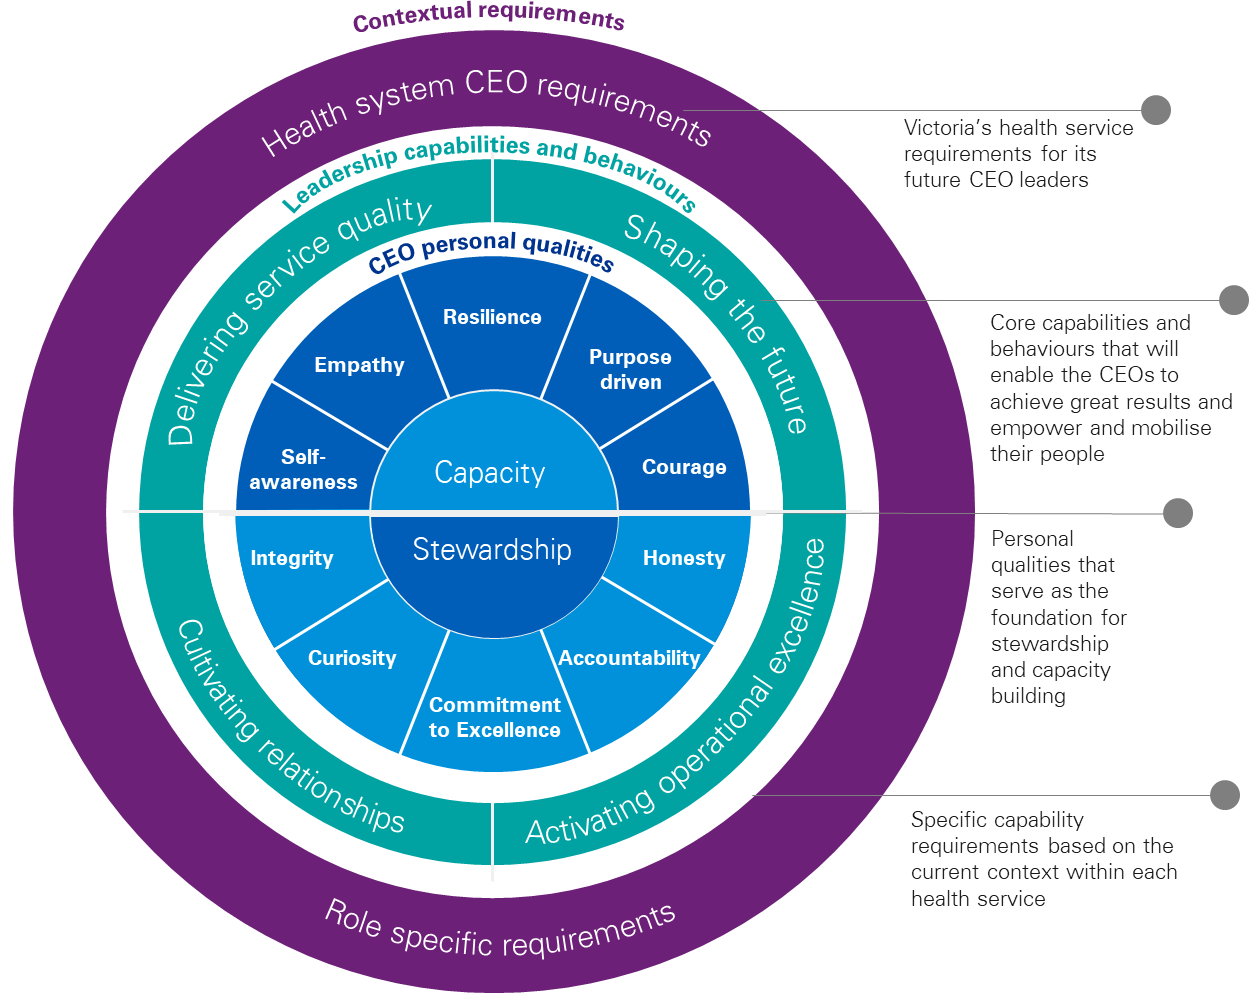 Contextual requirements
Health system CEO requirements
Leadership capabilities and behaviours
Delivering service quality
Shaping the future
CEO personal qualities
Resilience
Empathy
Purpose
driven
Self-
awareness
Courage
Capacity
Stewardship
Integrity
Honesty
Curiosity
Accountability
Commitment
to Excellence
Cultivating relationships
Activating operational excellence
Role specific requirements
Victoria’s health service
requirements for its
future CEO leaders
Core capabilities and
behaviours that will
enable the CEOs to
achieve great results and
empower and mobilise
their people
Personal
qualities that
serve as the
foundation for
stewardship
and capacity
building
Specific capability
requirements based on the
current context within each
health service